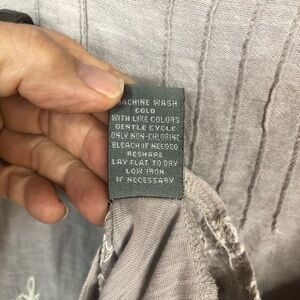 MACHINE WASH
COLD
WITH LIKE COLORS
GENTLE CYCLE
ONLY NON-CHLORINE
BLEACH IF NEEDED
RESHAPE
LAY FLAT TO DRY
LOW IRON
IF NECESSARY